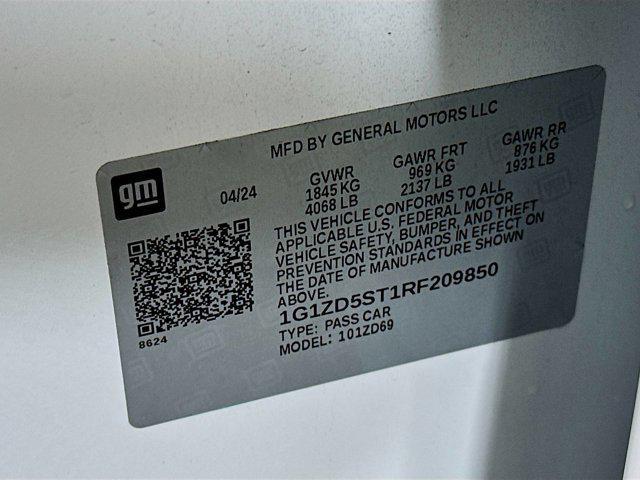 MFD BY GENERAL MOTORS LLC
gm
04/24
GVWR GAWR FRT GAWR RR
1845 KG 969 KG 876 KG
4068 LB 2137 LB 1931 LB
THIS VEHICLE CONFORMS TO ALL
APPLICABLE U.S. FEDERAL MOTOR
VEHICLE SAFETY, BUMPER, AND THEFT
PREVENTION STANDARDS IN EFFECT ON
THE DATE OF MANUFACTURE SHOWN
ABOVE.
1G1ZD5ST1RF209850
TYPE: PASS CAR
MODEL: 101ZD69
8624